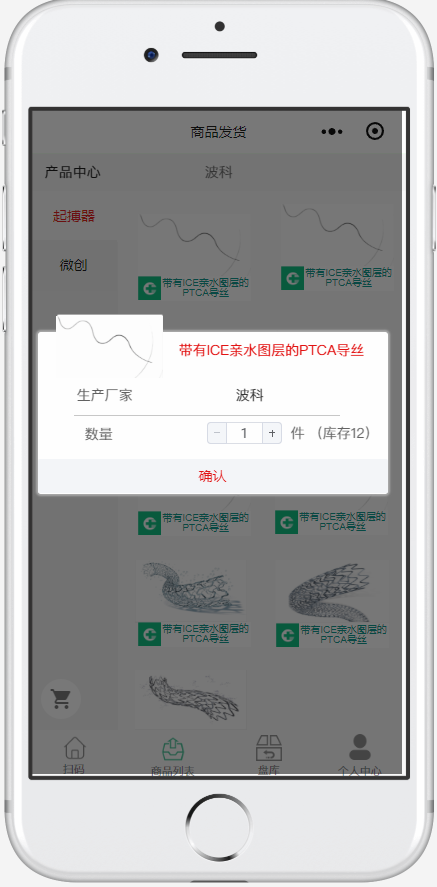 商品发货
产品中心
波科
起搏器
微创
带有ICE亲水图层的
PTCA导丝
带有ICE亲水图层的
PTCA导丝
带有ICE亲水图层的PTCA导丝
生产厂家
波科
数量
− 1 + 件 （库存12）
确认
带有ICE亲水图层的
PTCA导丝
带有ICE亲水图层的
PTCA导丝
带有ICE亲水图层的
PTCA导丝
带有ICE亲水图层的
PTCA导丝
扫码
商品列表
盘库
个人中心